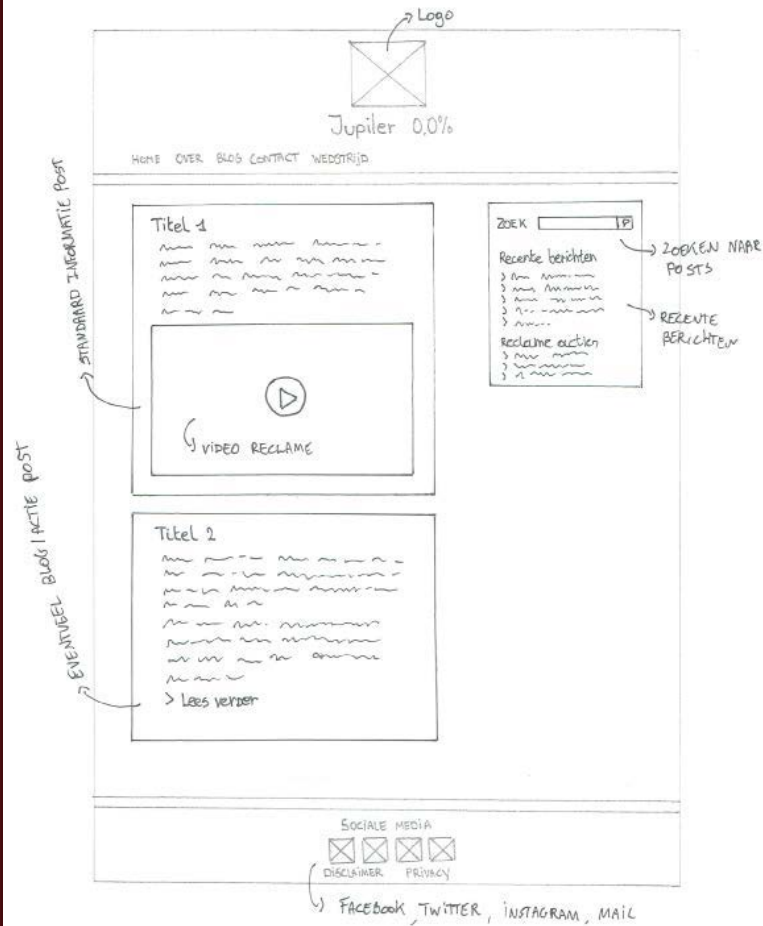 Logo
Jupiler 0,0%
HOME OVER BLOG CONTACT WEDSTRIJD
STANDAARD INFORMATIE POST
Titel 1
VIDEO RECLAME
ZOEK
ZOEKEN NAAR
POSTS
Recente berichten
RECENTE
BERICHTEN
Reclame acties
EVENTUEEL BLOG / ACTIE POST
Titel 2
> Lees verder
SOCIALE MEDIA
DISCLAIMER PRIVACY
FACEBOOK, TWITTER, INSTAGRAM, MAIL